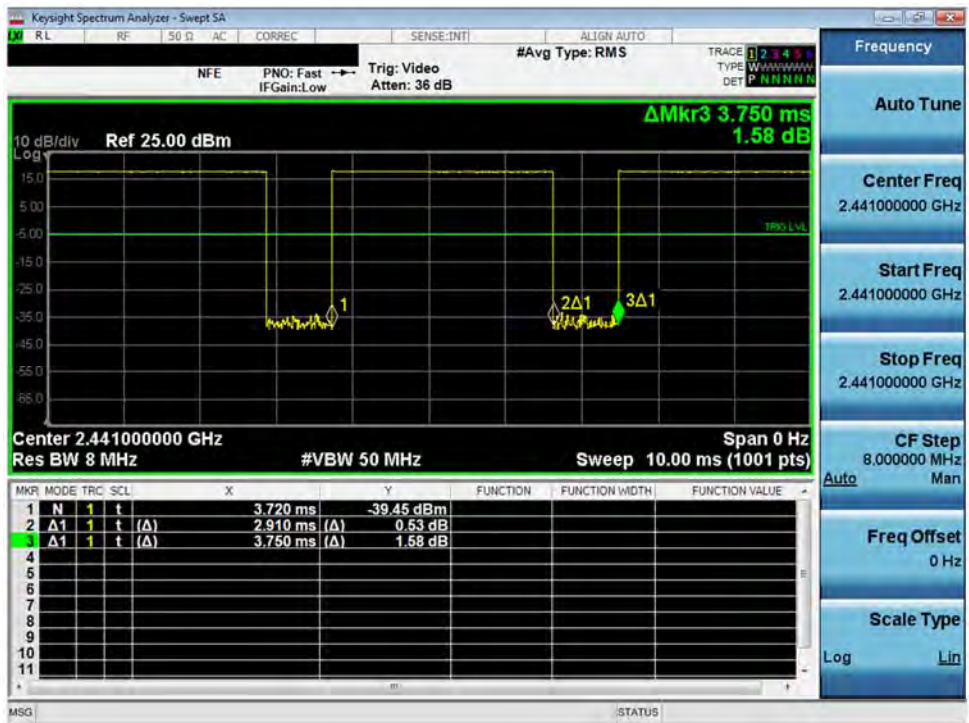 Keysight Spectrum Analyzer - Swept SA
LXI RL RF 50 Ω AC CORREC SENSE:INT ALIGN AUTO
Frequency
#Avg Type: RMS
TRACE 1 2 3 4 5 6
NFE PNO: Fast Trig: Video TYPE WWWWWW
IFGain:Low Atten: 36 dB DET P N N N N N
Auto Tune
ΔMkr3 3.750 ms
10 dB/div Ref 25.00 dBm 1.58 dB
Log
15.0
5.00
-5.00
TRIG LVL
-15.0
-25.0
-35.0
-45.0
-55.0
-65.0
1
2Δ1
3Δ1
Center 2.441000000 GHz Span 0 Hz
Res BW 8 MHz #VBW 50 MHz Sweep 10.00 ms (1001 pts)
Center Freq
2.441000000 GHz
Start Freq
2.441000000 GHz
Stop Freq
2.441000000 GHz
CF Step
8.000000 MHz
Auto Man
Freq Offset
0 Hz
Scale Type
Log Lin
MKR MODE TRC SCL X Y FUNCTION FUNCTION WIDTH FUNCTION VALUE
1 N 1 t 3.720 ms -39.45 dBm
2 Δ1 1 t (Δ) 2.910 ms (Δ) 0.53 dB
3 Δ1 1 t (Δ) 3.750 ms (Δ) 1.58 dB
4
5
6
7
8
9
10
11
MSG STATUS